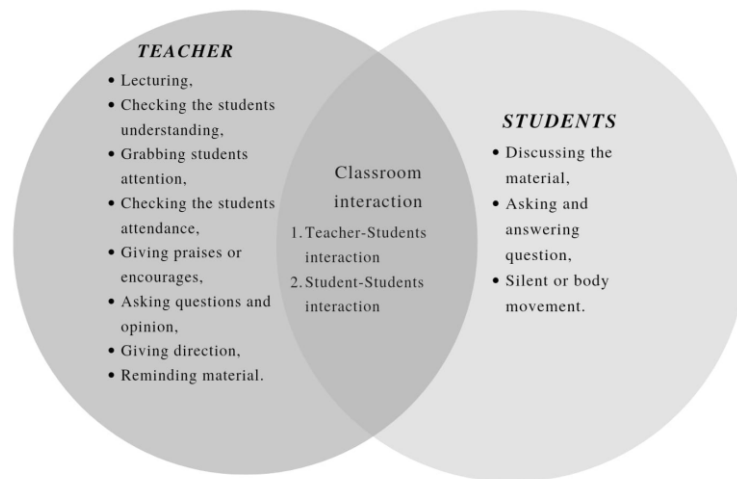 TEACHER
• Lecturing,
• Checking the students
understanding,
• Grabbing students
attention,
• Checking the students
attendance,
• Giving praises or
encourages,
• Asking questions and
opinion,
• Giving direction,
• Reminding material.
Classroom
interaction
1. Teacher-Students
interaction
2. Student-Students
interaction
STUDENTS
• Discussing the
material,
• Asking and
answering
question,
• Silent or body
movement.